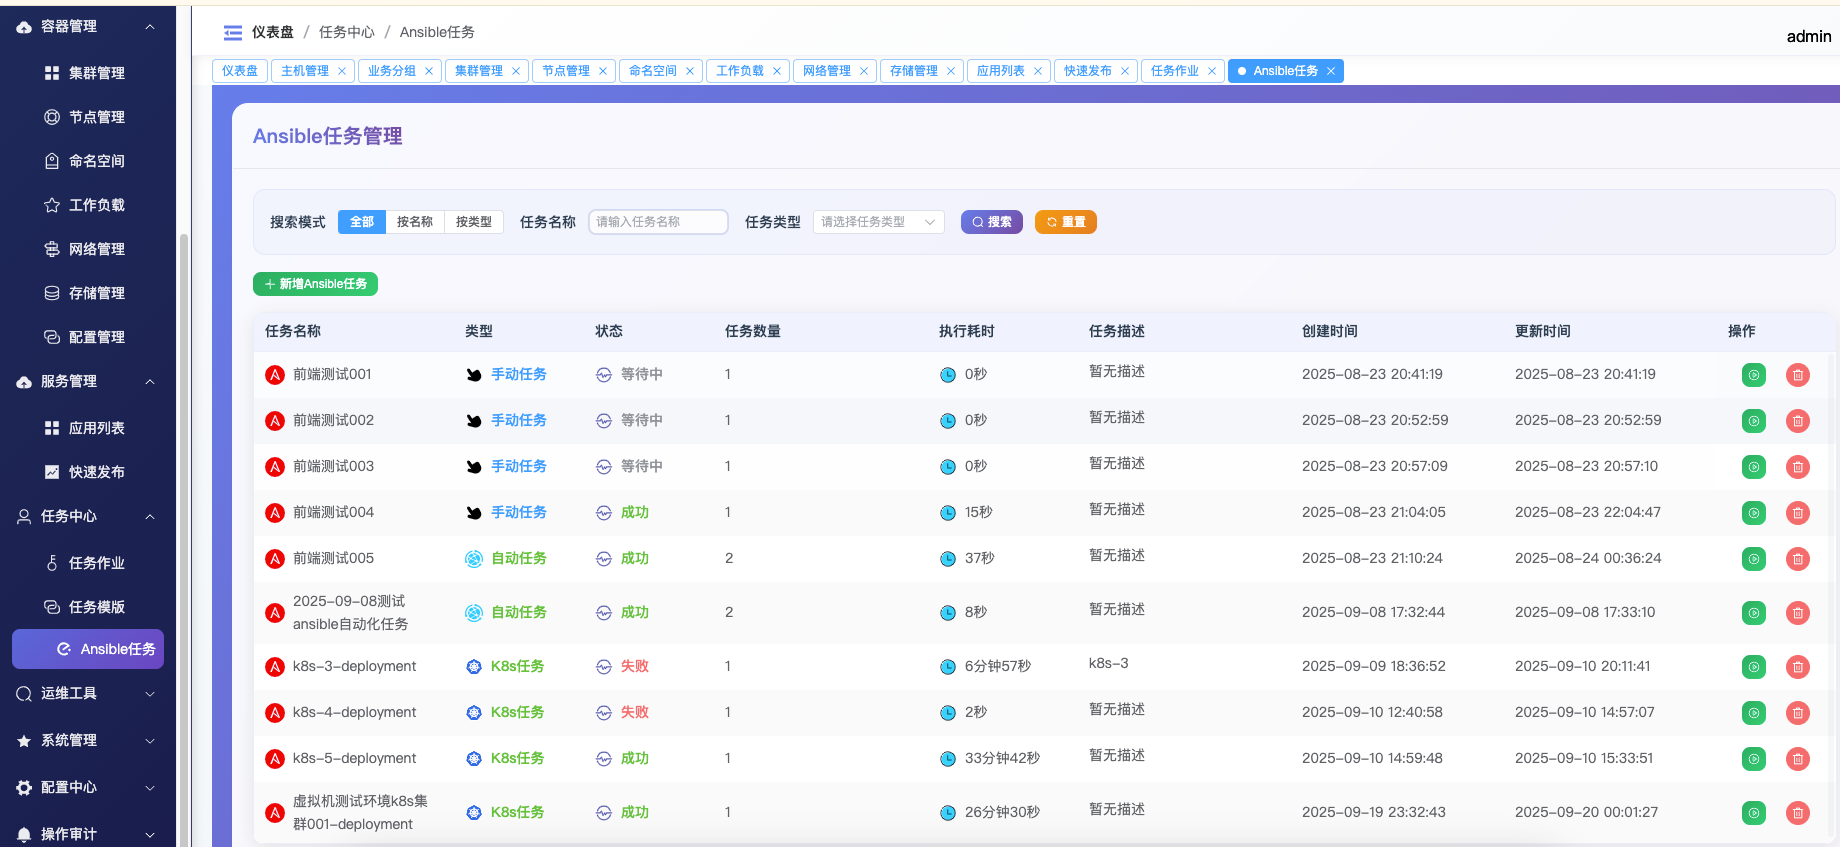 容器管理
集群管理
节点管理
命名空间
工作负载
网络管理
存储管理
配置管理
服务管理
应用列表
快速发布
任务中心
任务作业
任务模版
Ansible任务
运维工具
系统管理
配置中心
操作审计
仪表盘 / 任务中心 / Ansible任务
admin
仪表盘 主机管理 业务分组 集群管理 节点管理 命名空间 工作负载 网络管理 存储管理 应用列表 快速发布 任务作业 Ansible任务
Ansible任务管理
搜索模式 全部 按名称 按类型 任务名称 请输入任务名称 任务类型 请选择任务类型 搜索 重置
新增Ansible任务
任务名称 类型 状态 任务数量 执行耗时 任务描述 创建时间 更新时间 操作
前端测试001 手动任务 等待中 1 0秒 暂无描述 2025-08-23 20:41:19 2025-08-23 20:41:19
前端测试002 手动任务 等待中 1 0秒 暂无描述 2025-08-23 20:52:59 2025-08-23 20:52:59
前端测试003 手动任务 等待中 1 0秒 暂无描述 2025-08-23 20:57:09 2025-08-23 20:57:10
前端测试004 手动任务 成功 1 15秒 暂无描述 2025-08-23 21:04:05 2025-08-23 22:04:47
前端测试005 自动任务 成功 2 37秒 暂无描述 2025-08-23 21:10:24 2025-08-24 00:36:24
2025-09-08测试
ansible自动化任务 自动任务 成功 2 8秒 暂无描述 2025-09-08 17:32:44 2025-09-08 17:33:10
k8s-3-deployment K8s任务 失败 1 6分钟57秒 k8s-3 2025-09-09 18:36:52 2025-09-10 20:11:41
k8s-4-deployment K8s任务 失败 1 2秒 暂无描述 2025-09-10 12:40:58 2025-09-10 14:57:07
k8s-5-deployment K8s任务 成功 1 33分钟42秒 暂无描述 2025-09-10 14:59:48 2025-09-10 15:33:51
虚拟机测试环境k8s集
群001-deployment K8s任务 成功 1 26分钟30秒 暂无描述 2025-09-19 23:32:43 2025-09-20 00:01:27